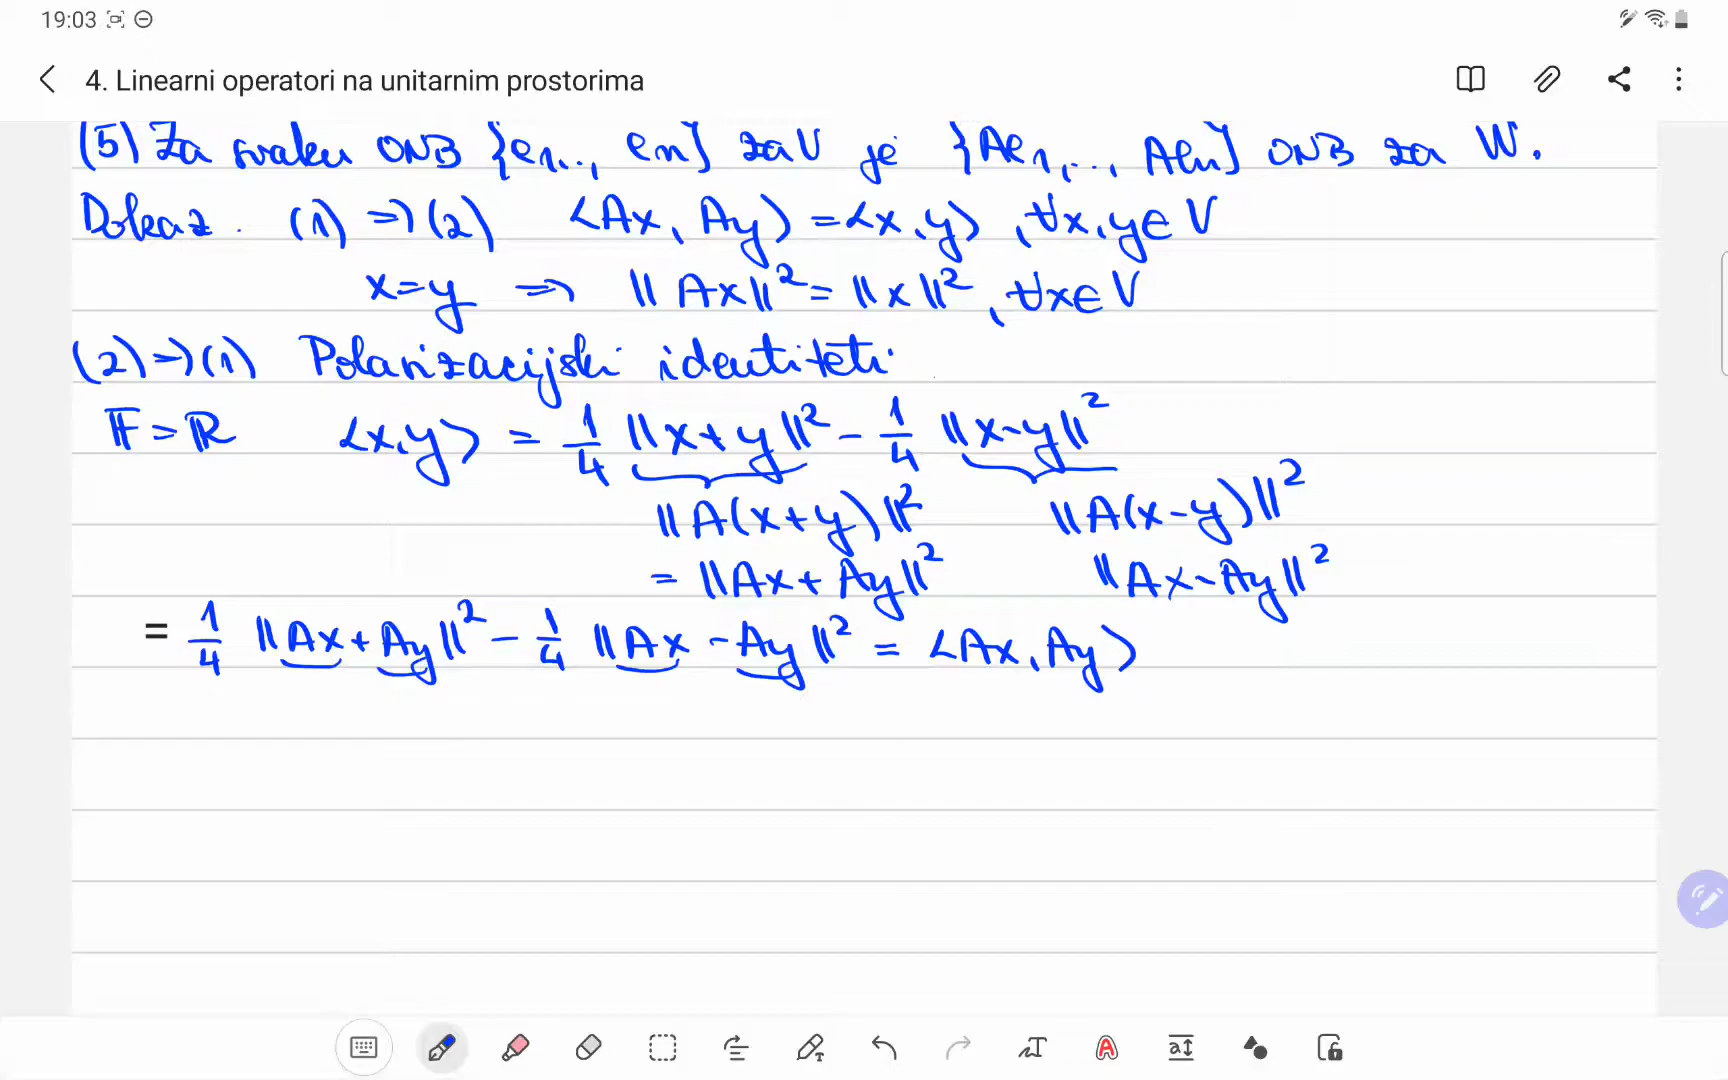 19:03
4. Linearni operatori na unitarnim prostorima
(5) Za svaku ONB {e1,.., en} za V je {Ae1,.., Aen} ONB za W.
Dokaz. (1) ⇒ (2) <Ax, Ay> = <x, y>, ∀x, y ∈ V
x=y ⇒ ||Ax||² = ||x||², ∀x ∈ V
(2) ⇒ (1) Polarizacijski identiteti
𝔽 = ℝ <x,y> = 1/4 ||x+y||² - 1/4 ||x-y||²
||A(x+y)||² ||A(x-y)||²
= ||Ax + Ay||² ||Ax - Ay||²
= 1/4 ||Ax + Ay||² - 1/4 ||Ax - Ay||² = <Ax, Ay>